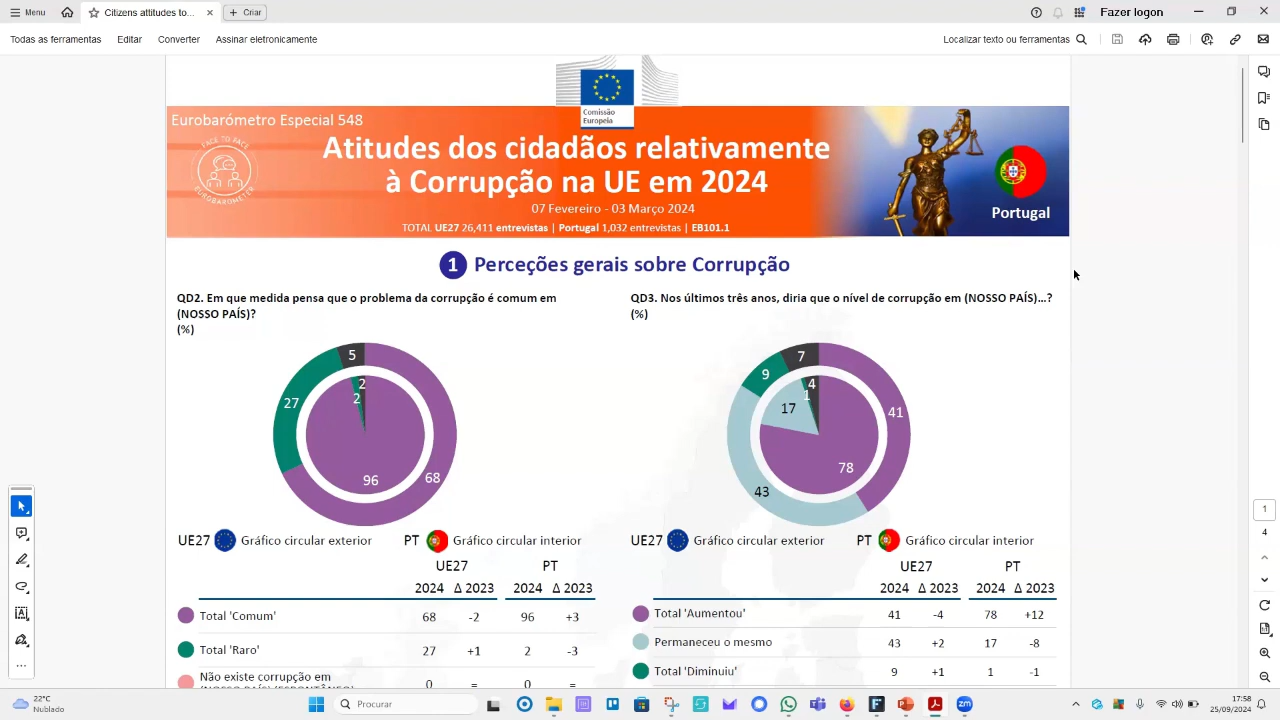 Menu
Citizens attitudes to...
Criar
Fazer logon
Todas as ferramentas
Editar
Converter
Assinar eletronicamente
Localizar texto ou ferramentas
Comissão
Europeia
Eurobarómetro Especial 548
FACE TO FACE
EUROBAROMETER
Atitudes dos cidadãos relativamente
à Corrupção na UE em 2024
07 Fevereiro - 03 Março 2024
TOTAL UE27 26,411 entrevistas | Portugal 1,032 entrevistas | EB101.1
Portugal
1 Perceções gerais sobre Corrupção
QD2. Em que medida pensa que o problema da corrupção é comum em
(NOSSO PAÍS)?
(%)
5
2
2
27
96
68
UE27 Gráfico circular exterior PT Gráfico circular interior
UE27 PT
2024 Δ 2023 2024 Δ 2023
Total 'Comum' 68 -2 96 +3
Total 'Raro' 27 +1 2 -3
Não existe corrupção em 0 = 0 =
QD3. Nos últimos três anos, diria que o nível de corrupção em (NOSSO PAÍS)...?
(%)
7
9
4
1
17
41
78
43
UE27 Gráfico circular exterior PT Gráfico circular interior
UE27 PT
2024 Δ 2023 2024 Δ 2023
Total 'Aumentou' 41 -4 78 +12
Permaneceu o mesmo 43 +2 17 -8
Total 'Diminuiu' 9 +1 1 -1
1
4
22°C
Nublado
Procurar
17:58
25/09/2024